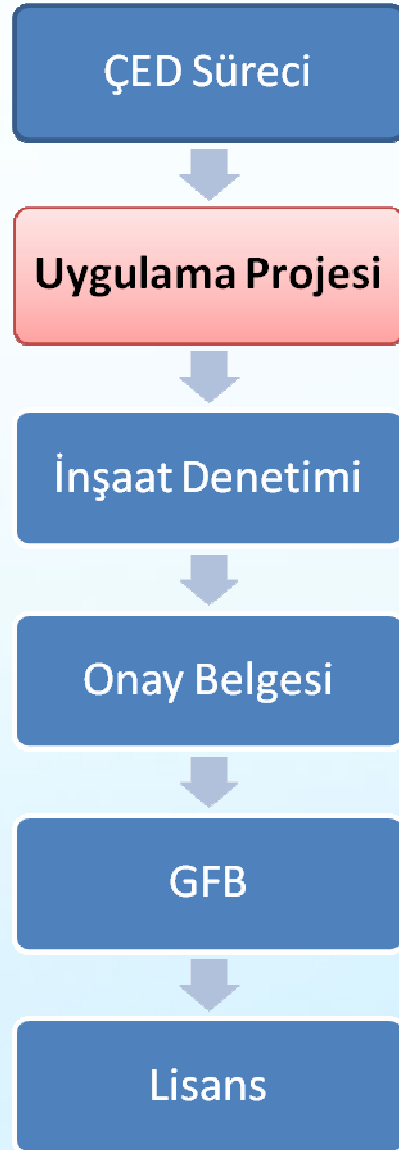 ÇED Süreci
Uygulama Projesi
İnşaat Denetimi
Onay Belgesi
GFB
Lisans